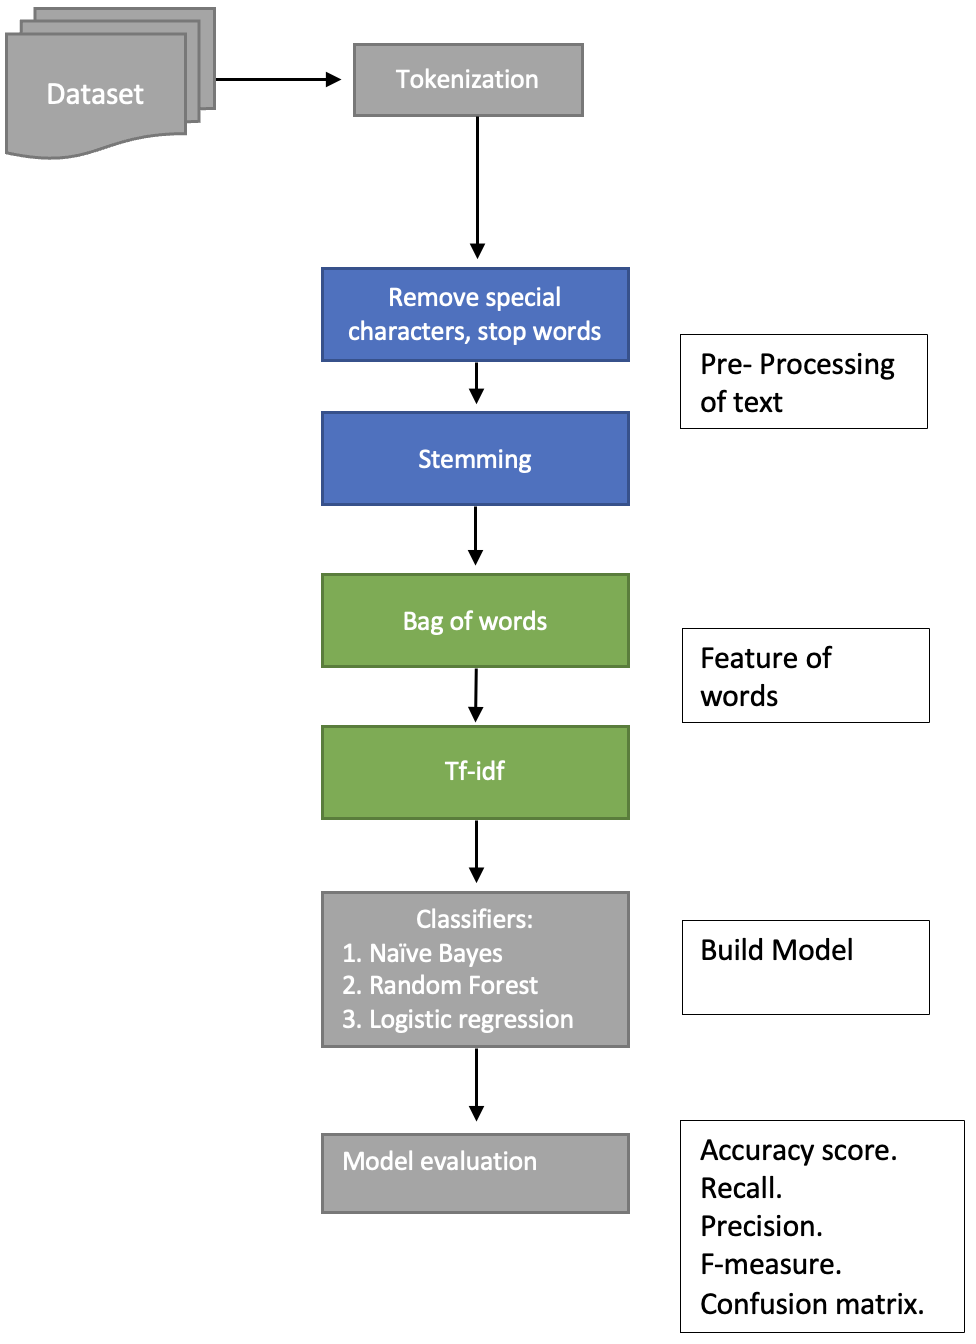 Dataset
Tokenization
Remove special
characters, stop words
Pre- Processing
of text
Stemming
Bag of words
Feature of
words
Tf-idf
Classifiers:
1. Naïve Bayes
2. Random Forest
3. Logistic regression
Build Model
Model evaluation
Accuracy score.
Recall.
Precision.
F-measure.
Confusion matrix.